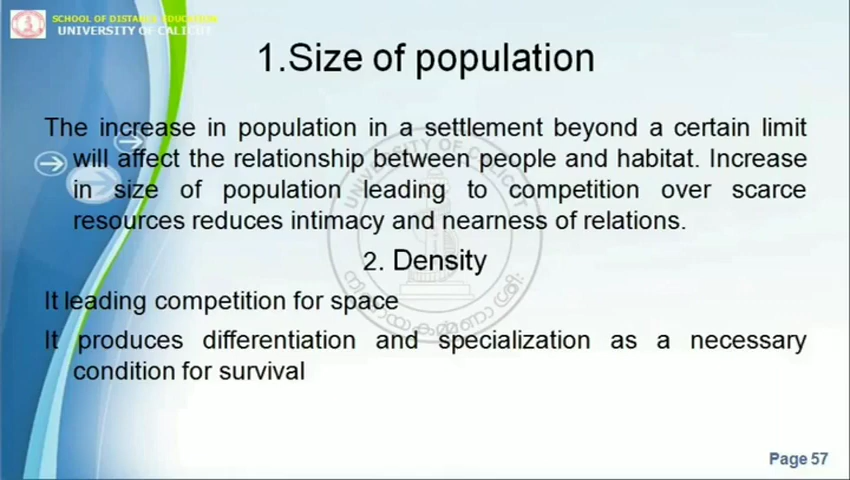 SCHOOL OF DISTANCE EDUCATION
UNIVERSITY OF CALICUT
1.Size of population
The increase in population in a settlement beyond a certain limit
will affect the relationship between people and habitat. Increase
in size of population leading to competition over scarce
resources reduces intimacy and nearness of relations.
UNIVERSITY OF CALICUT
2. Density
It leading competition for space
It produces differentiation and specialization as a necessary
condition for survival
Page 57